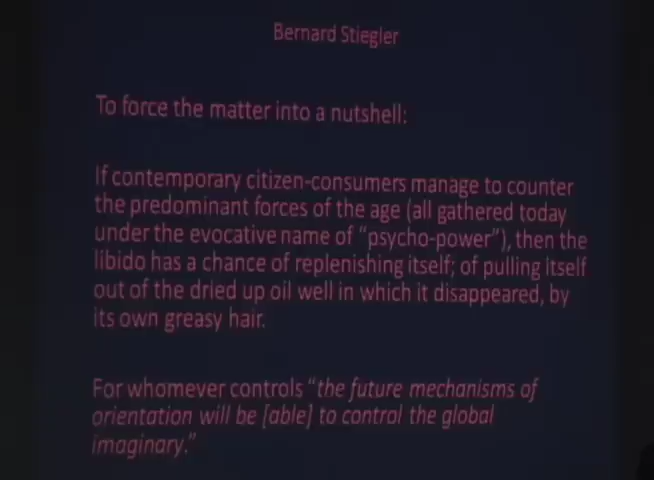 Bernard Stiegler
To force the matter into a nutshell:
If contemporary citizen-consumers manage to counter
the predominant forces of the age (all gathered today
under the evocative name of “psycho-power”), then the
libido has a chance of replenishing itself; of pulling itself
out of the dried up oil well in which it disappeared, by
its own greasy hair.
For whomever controls “the future mechanisms of
orientation will be [able] to control the global
imaginary.”